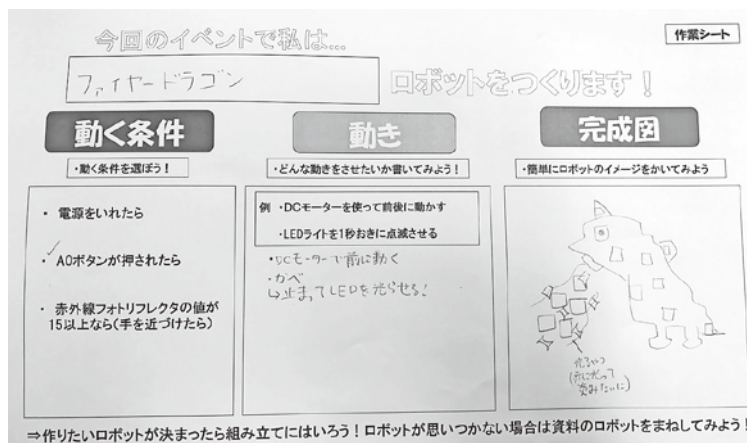 今回のイベントで私は...
作業シート
ファイヤードラゴン
ロボットをつくります！
動く条件
・動く条件を選ぼう！
・電源をいれたら
・A0ボタンが押されたら
・赤外線フォトリフレクタの値が
15以上なら(手を近づけたら)
動き
・どんな動きをさせたいか書いてみよう！
例 ・DCモーターを使って前後に動かす
・LEDライトを1秒おきに点滅させる
・DCモーターで前に動く
・かべ
↳止まってLEDを光らせる！
完成図
・簡単にロボットのイメージをかいてみよう
光るやつ
⇒作りたいロボットが決まったら組み立てにはいろう！ロボットが思いつかない場合は資料のロボットをまねしてみよう！